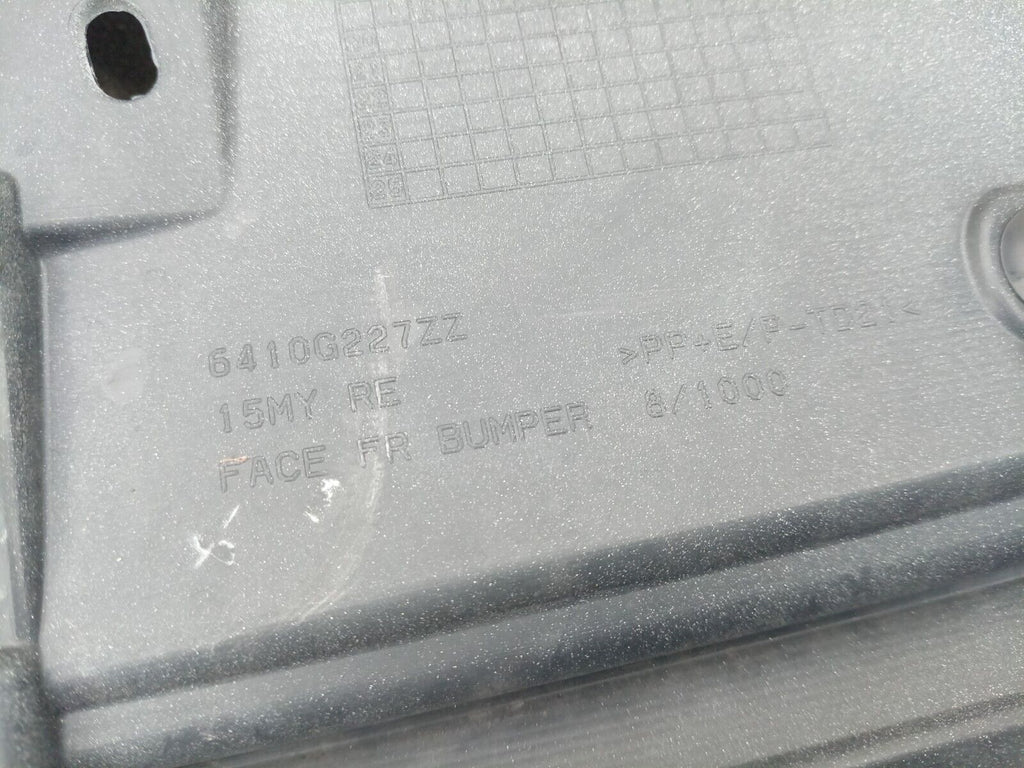 6410G227ZZ
15MY RE
FACE FR BUMPER
>PP+E/P-TD21<
8/1000